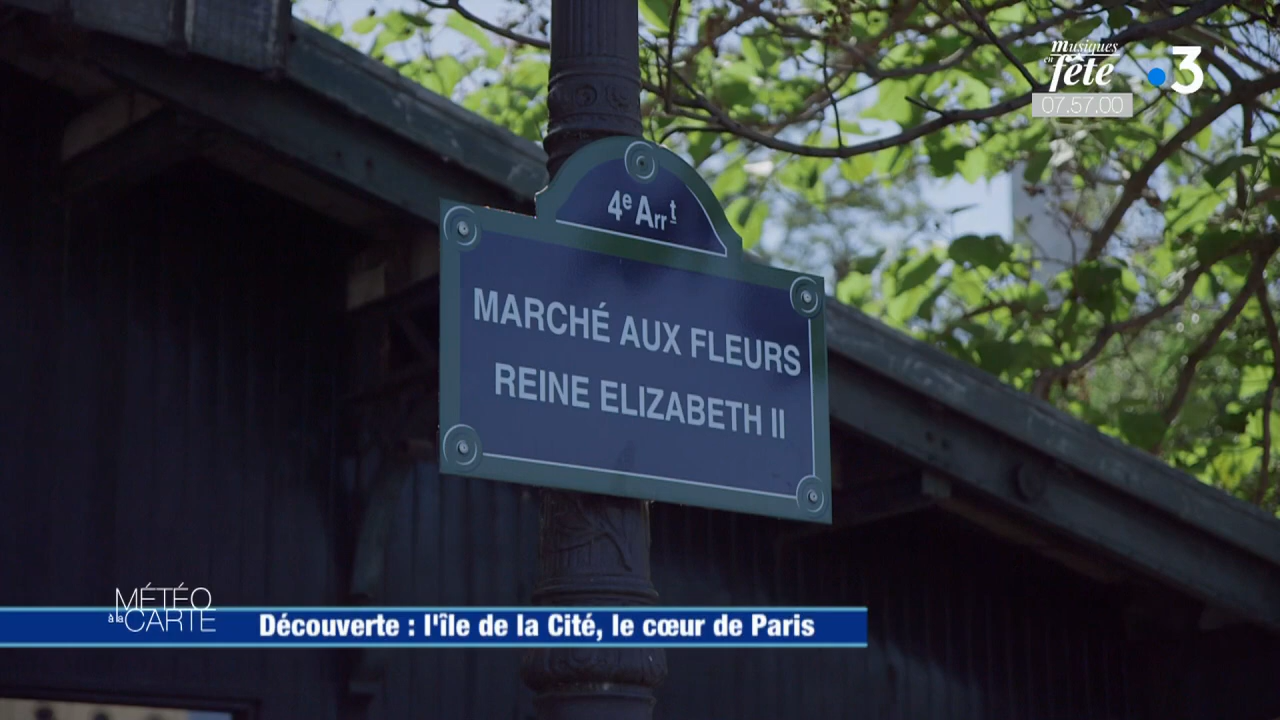 musiques
en fête
3
07.57.00
4e Arrt
MARCHÉ AUX FLEURS
REINE ELIZABETH II
MÉTÉO
à la CARTE
Découverte : l'île de la Cité, le cœur de Paris